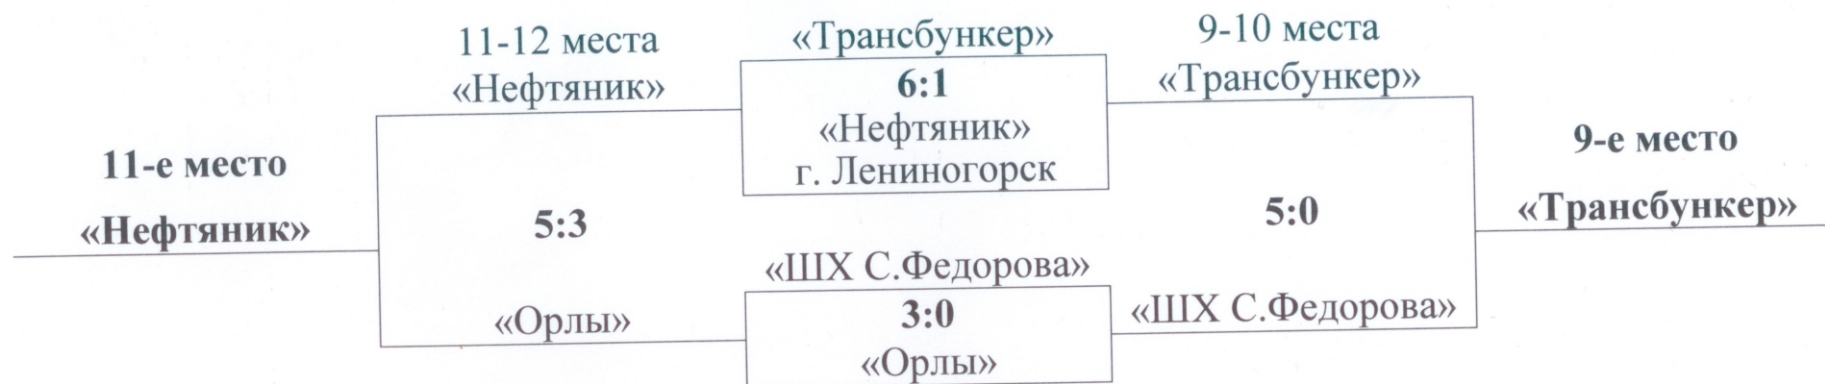 11-12 места
«Нефтяник»
11-е место
«Нефтяник»
5:3
«Орлы»
«Трансбункер»
6:1
«Нефтяник»
г. Лениногорск
«ШХ С.Федорова»
3:0
«Орлы»
9-10 места
«Трансбункер»
5:0
«ШХ С.Федорова»
9-е место
«Трансбункер»